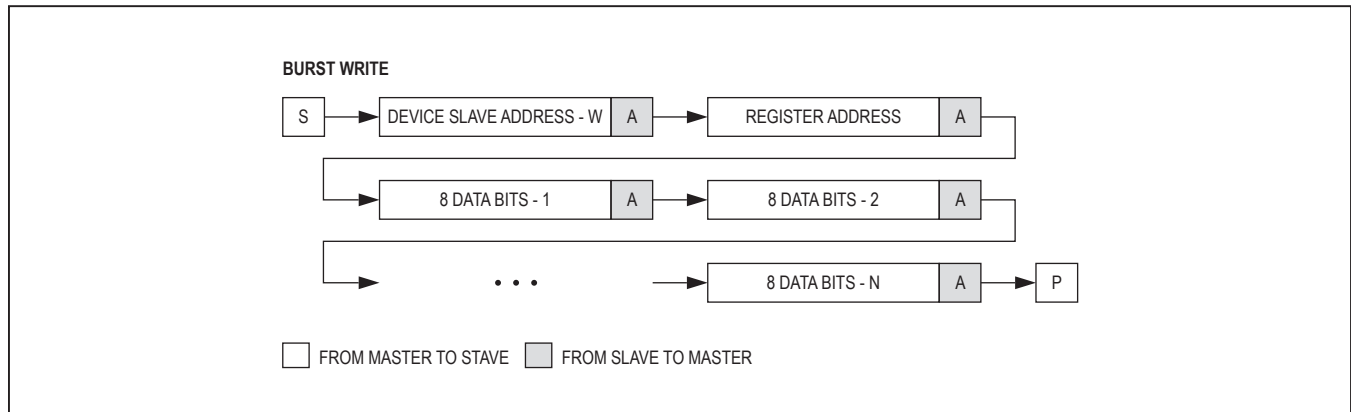 BURST WRITE
S DEVICE SLAVE ADDRESS - W A REGISTER ADDRESS A
8 DATA BITS - 1 A 8 DATA BITS - 2 A
• • • 8 DATA BITS - N A P
FROM MASTER TO STAVE FROM SLAVE TO MASTER